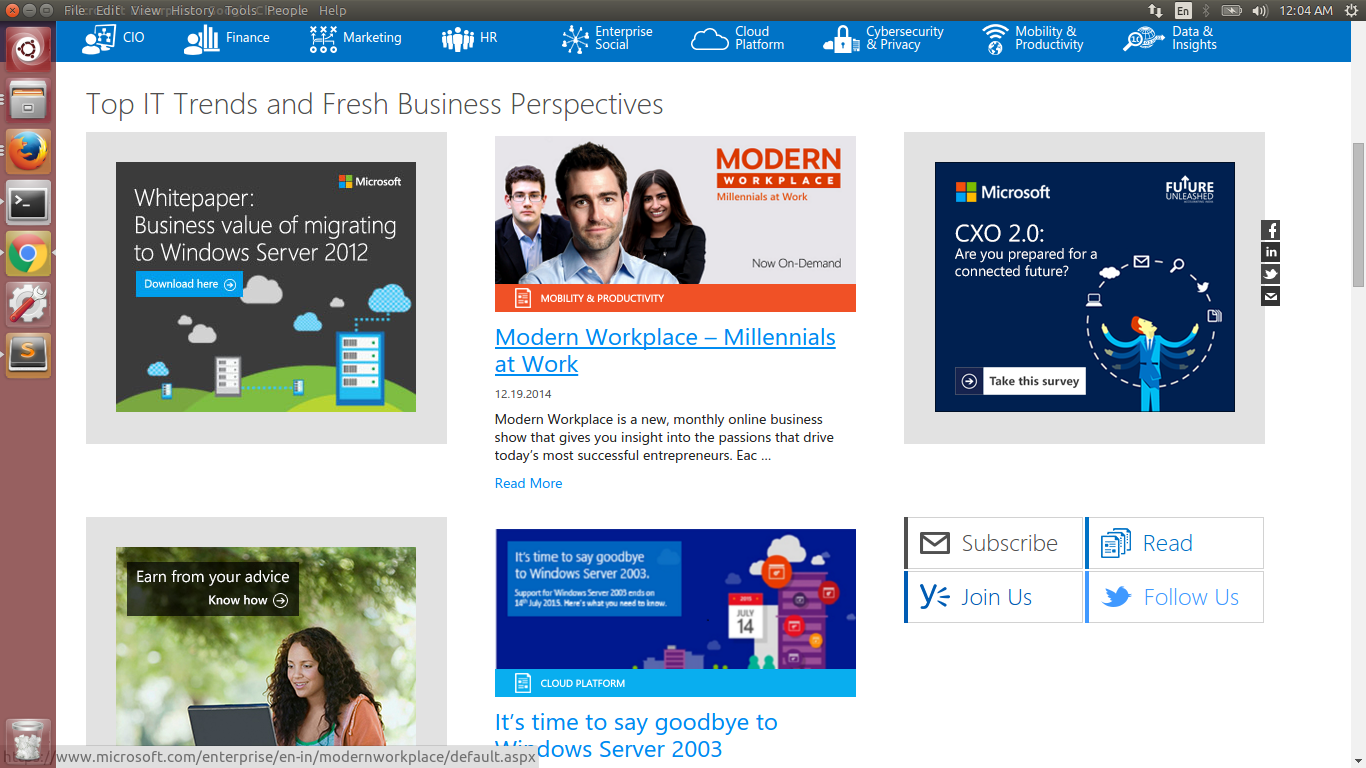 File Edit View History Tools People Help
En
12:04 AM
CIO
Finance
Marketing
HR
Enterprise
Social
Cloud
Platform
Cybersecurity
& Privacy
Mobility &
Productivity
Data &
Insights
Top IT Trends and Fresh Business Perspectives
Microsoft
Whitepaper:
Business value of migrating
to Windows Server 2012
Download here
MODERN
WORKPLACE
Millennials at Work
Now On-Demand
MOBILITY & PRODUCTIVITY
Modern Workplace – Millennials
at Work
12.19.2014
Modern Workplace is a new, monthly online business
show that gives you insight into the passions that drive
today's most successful entrepreneurs. Eac ...
Read More
Microsoft
FUTURE
UNLEASHED
CXO 2.0:
Are you prepared for a
connected future?
Take this survey
Earn from your advice
Know how
It's time to say goodbye
to Windows Server 2003.
Support for Windows Server 2003 ends on
14th July 2015. Here's what you need to know.
2015
JULY
14
CLOUD PLATFORM
It's time to say goodbye to
Windows Server 2003
Subscribe
Read
Join Us
Follow Us
https://www.microsoft.com/enterprise/en-in/modernworkplace/default.aspx